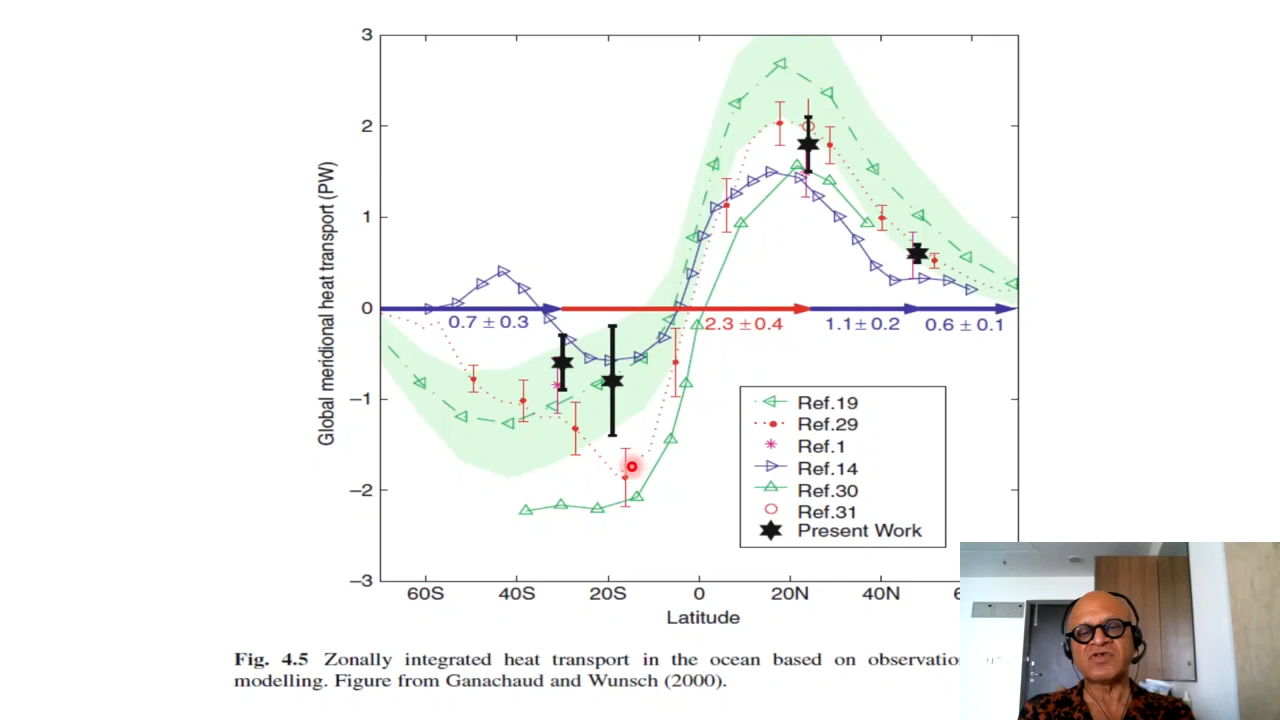 3
2
1
0
−1
−2
−3
Global meridional heat transport (PW)
0.7 ± 0.3
2.3 ± 0.4
1.1 ± 0.2
0.6 ± 0.1
Ref.19
Ref.29
Ref.1
Ref.14
Ref.30
Ref.31
Present Work
60S 40S 20S 0 20N 40N
Latitude
Fig. 4.5 Zonally integrated heat transport in the ocean based on
modelling. Figure from Ganachaud and Wunsch (2000).